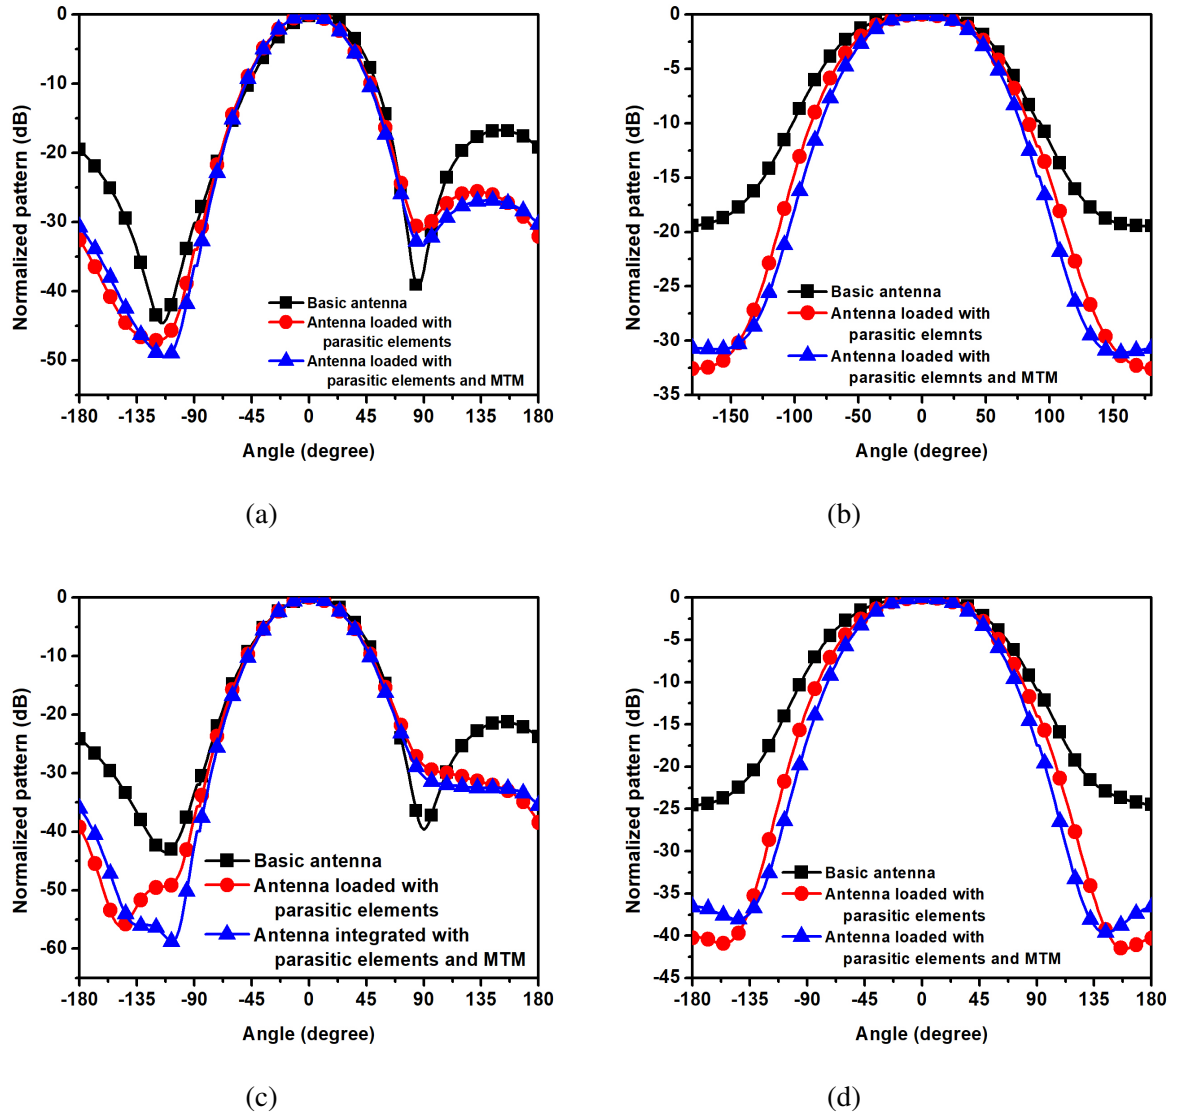 0
-10
-20
-30
-40
-50
Normalized pattern (dB)
Basic antenna
Antenna loaded with
parasitic elements
Antenna loaded with
parasitic elements and MTM
-180 -135 -90 -45 0 45 90 135 180
Angle (degree)
(a)
0
-5
-10
-15
-20
-25
-30
-35
Normalized pattern (dB)
Basic antenna
Antenna loaded with
parasitic elemnts
Antenna loaded with
parasitic elemnts and MTM
-150 -100 -50 0 50 100 150
Angle (degree)
(b)
0
-10
-20
-30
-40
-50
-60
Normalized pattern (dB)
Basic antenna
Antenna loaded with
parasitic elements
Antenna integrated with
parasitic elements and MTM
-180 -135 -90 -45 0 45 90 135 180
Angle (degree)
(c)
0
-5
-10
-15
-20
-25
-30
-35
-40
-45
Normalized pattern (dB)
Basic antenna
Antenna loaded with
parasitic elements
Antenna loaded with
parasitic elements and MTM
-180 -135 -90 -45 0 45 90 135 180
Angle (degree)
(d)